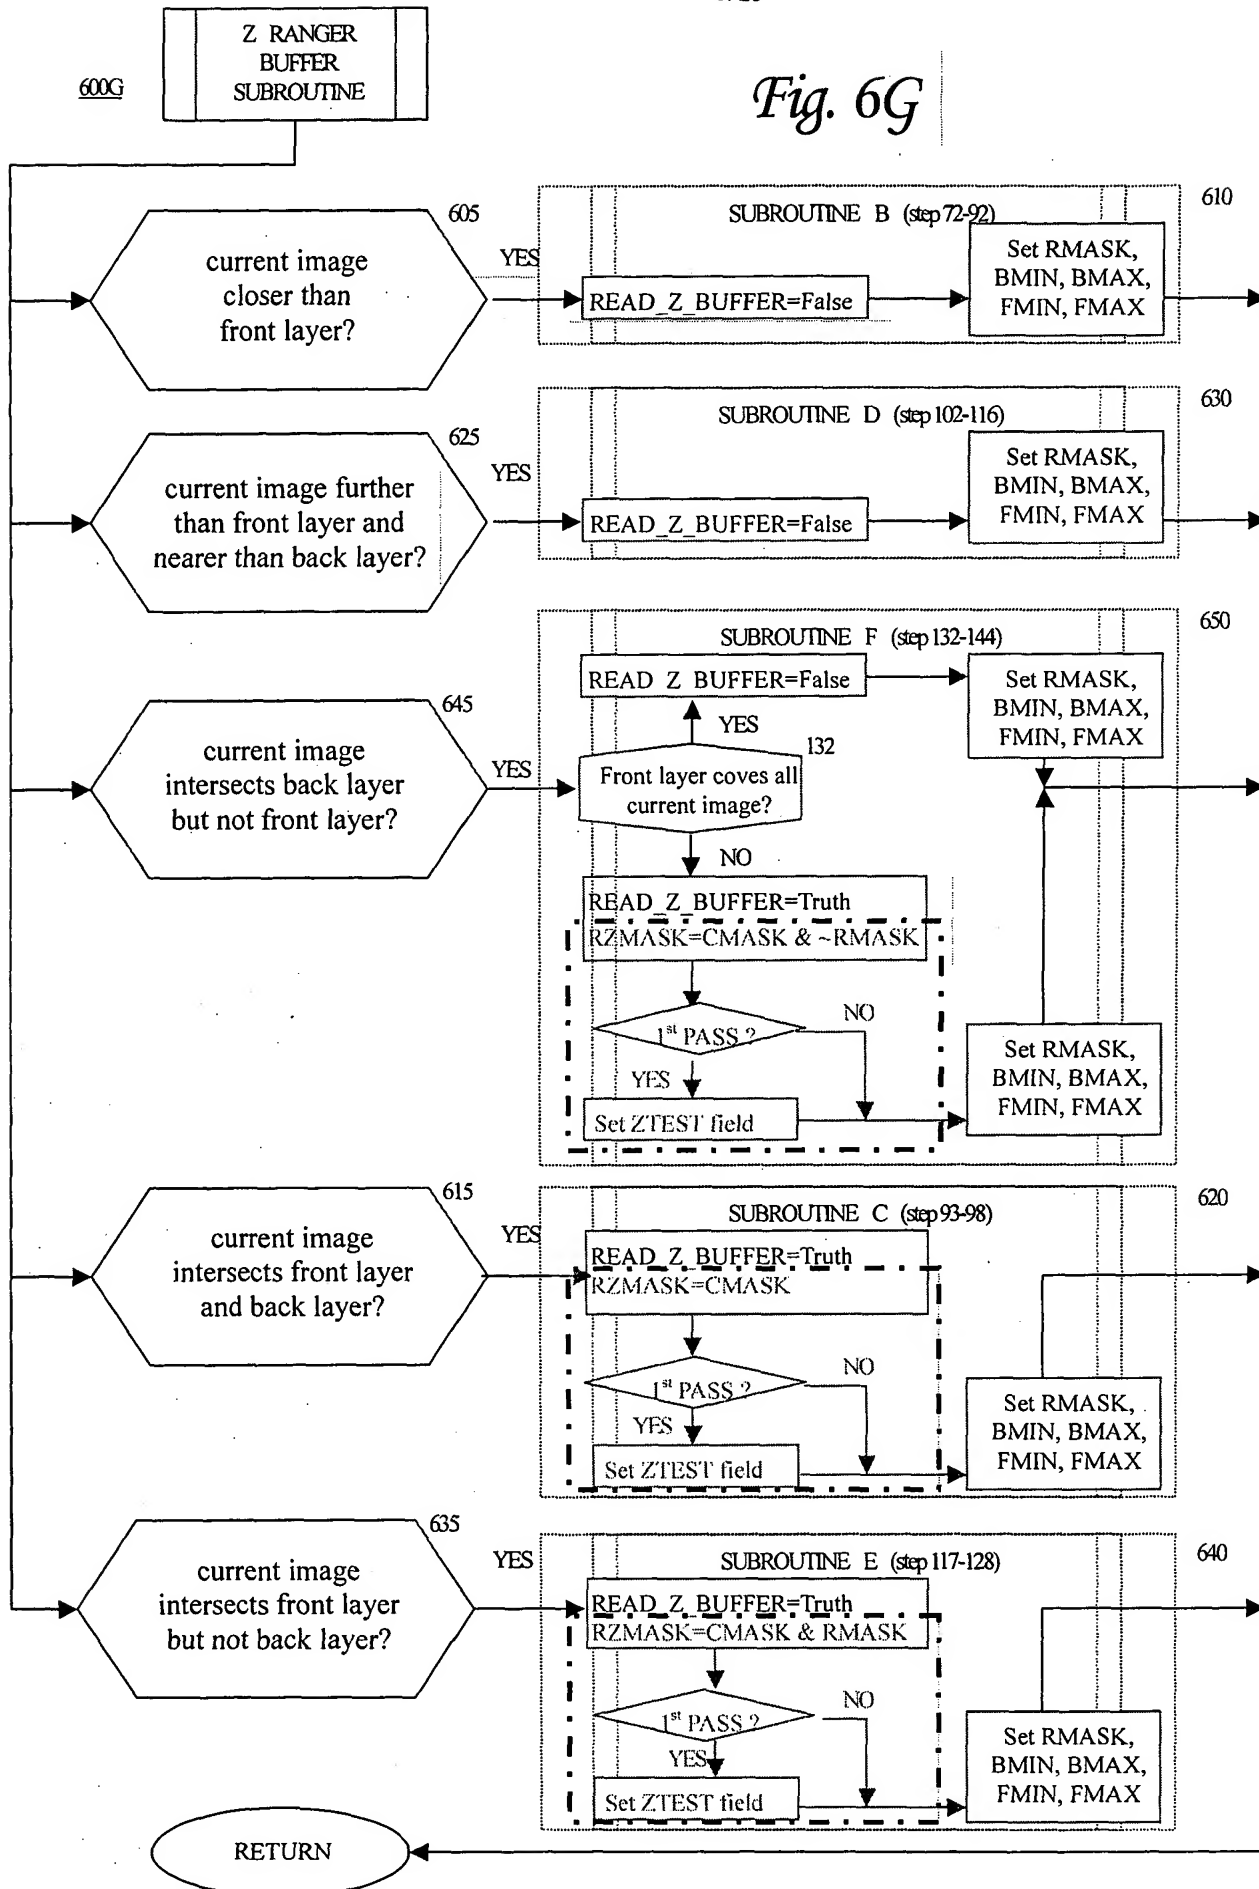 Z RANGER
BUFFER
SUBROUTINE
600G
Fig. 6G
605
current image
closer than
front layer?
YES
610
SUBROUTINE B (step 72-92)
READ_Z_BUFFER=False
Set RMASK,
BMIN, BMAX,
FMIN, FMAX
625
current image further
than front layer and
nearer than back layer?
YES
630
SUBROUTINE D (step 102-116)
READ_Z_BUFFER=False
Set RMASK,
BMIN, BMAX,
FMIN, FMAX
645
current image
intersects back layer
but not front layer?
YES
650
SUBROUTINE F (step 132-144)
READ_Z_BUFFER=False
Set RMASK,
BMIN, BMAX,
FMIN, FMAX
YES
132
Front layer coves all
current image?
NO
READ_Z_BUFFER=Truth
RZMASK=CMASK & ~RMASK
1st PASS ?
NO
YES
Set ZTEST field
Set RMASK,
BMIN, BMAX,
FMIN, FMAX
615
current image
intersects front layer
and back layer?
YES
620
SUBROUTINE C (step 93-98)
READ_Z_BUFFER=Truth
RZMASK=CMASK
1st PASS ?
NO
YES
Set ZTEST field
Set RMASK,
BMIN, BMAX,
FMIN, FMAX
635
current image
intersects front layer
but not back layer?
YES
640
SUBROUTINE E (step 117-128)
READ_Z_BUFFER=Truth
RZMASK=CMASK & RMASK
1st PASS ?
NO
YES
Set ZTEST field
Set RMASK,
BMIN, BMAX,
FMIN, FMAX
RETURN